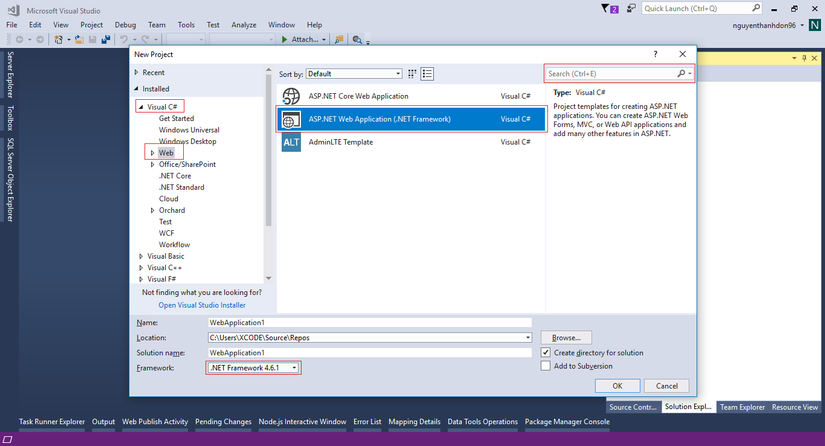 Microsoft Visual Studio
2
Quick Launch (Ctrl+Q)
File Edit View Project Debug Team Tools Test Analyze Window Help
nguyenthanhdon96 N
Attach...
Server Explorer
Toolbox
SQL Server Object Explorer
New Project
? 
Recent
Installed
Visual C#
Get Started
Windows Universal
Windows Desktop
Web
Office/SharePoint
.NET Core
.NET Standard
Cloud
Orchard
Test
WCF
Workflow
Visual Basic
Visual C++
Visual F#
Not finding what you are looking for?
Open Visual Studio Installer
Sort by: Default
ASP.NET Core Web Application Visual C#
ASP.NET Web Application (.NET Framework) Visual C#
ALT AdminLTE Template Visual C#
Search (Ctrl+E)
Type: Visual C#
Project templates for creating ASP.NET
applications. You can create ASP.NET Web
Forms, MVC, or Web API applications and
add many other features in ASP.NET.
Name: WebApplication1
Location: C:\Users\XCODE\Source\Repos Browse...
Solution name: WebApplication1 Create directory for solution
Framework: .NET Framework 4.6.1 Add to Subversion
OK Cancel
Source Contr... Solution Expl... Team Explorer Resource View
Task Runner Explorer Output Web Publish Activity Pending Changes Node.js Interactive Window Error List Mapping Details Data Tools Operations Package Manager Console